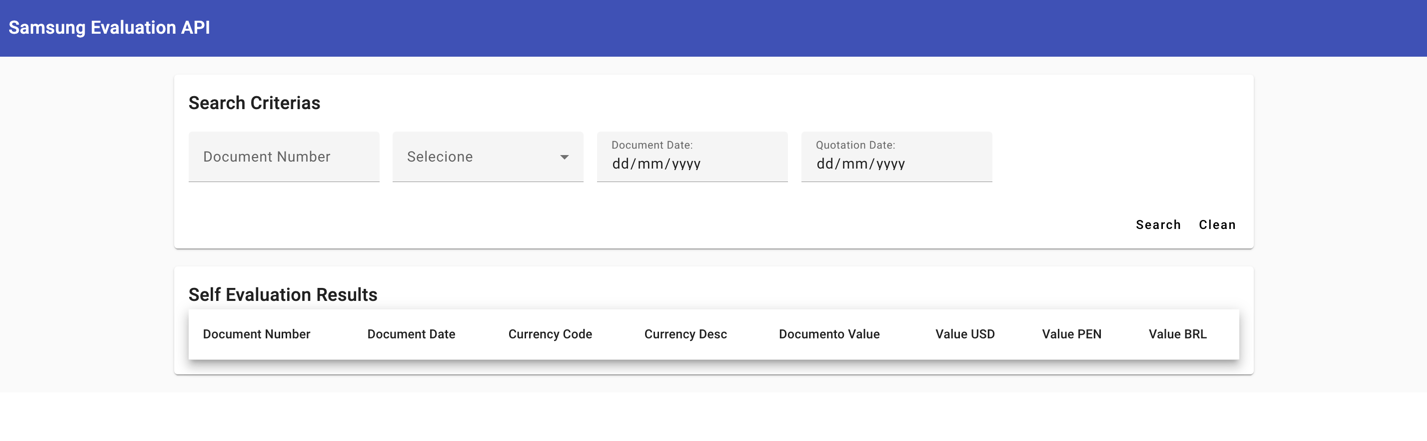 Samsung Evaluation API
Search Criterias
Document Number
Selecione
Document Date:
dd/mm/yyyy
Quotation Date:
dd/mm/yyyy
Search Clean
Self Evaluation Results
Document Number Document Date Currency Code Currency Desc Documento Value Value USD Value PEN Value BRL